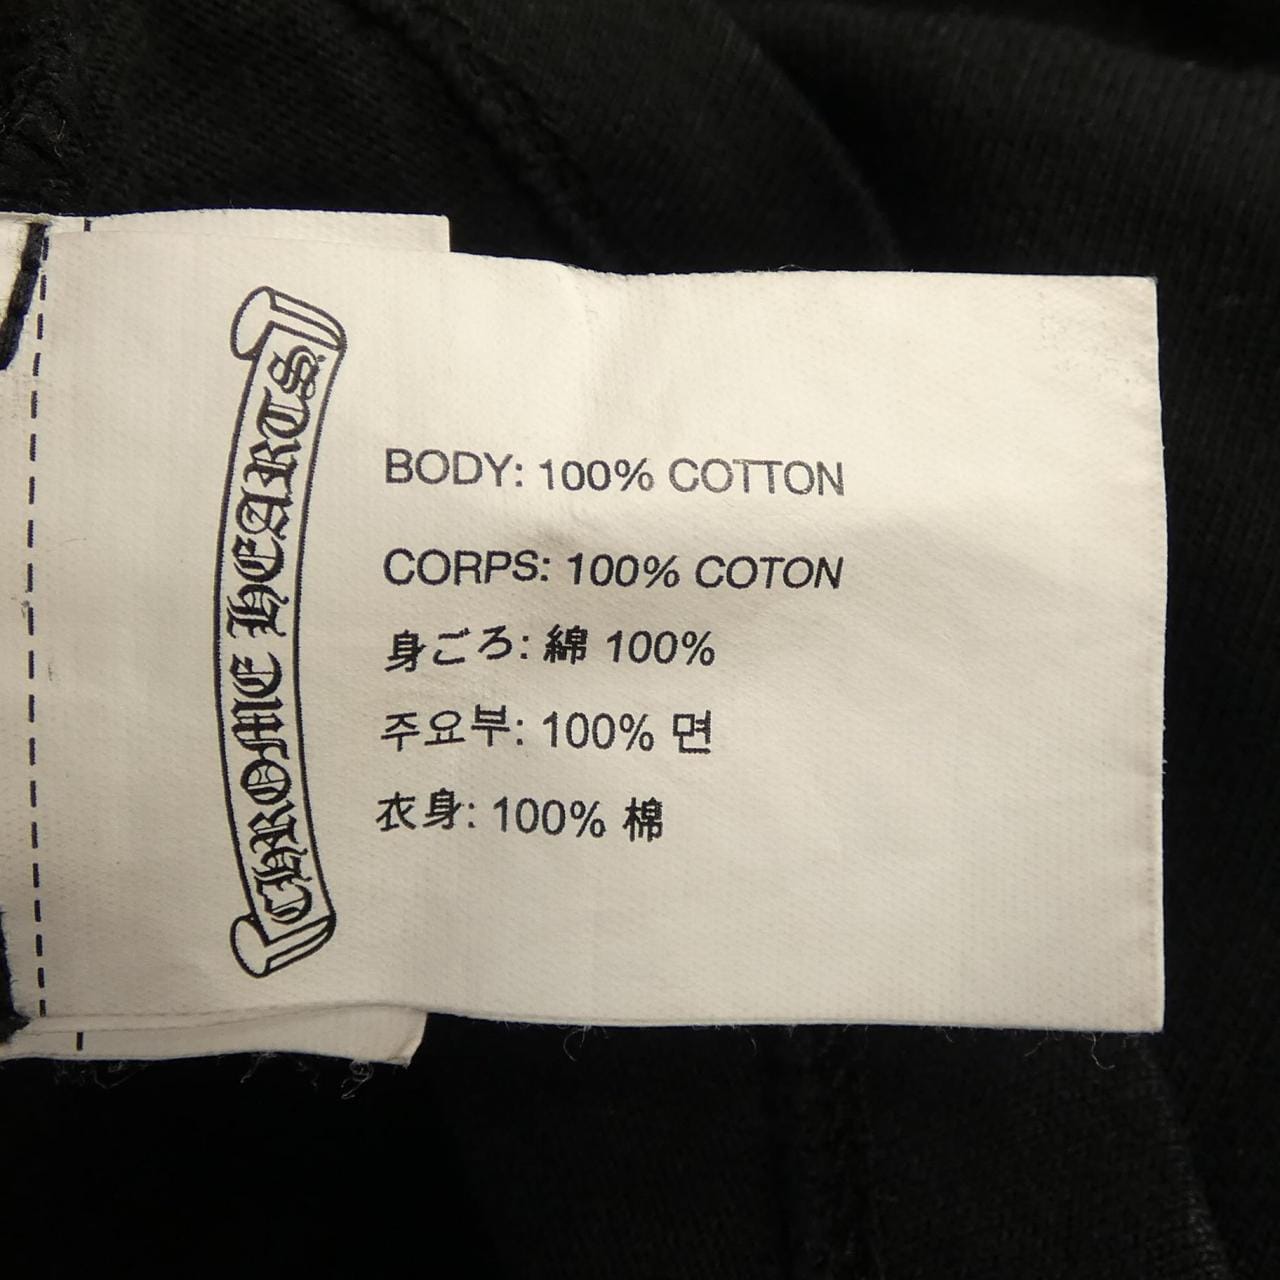 CHROME HEARTS
BODY: 100% COTTON
CORPS: 100% COTON
身ごろ: 綿 100%
주요부: 100% 면
衣身: 100% 棉